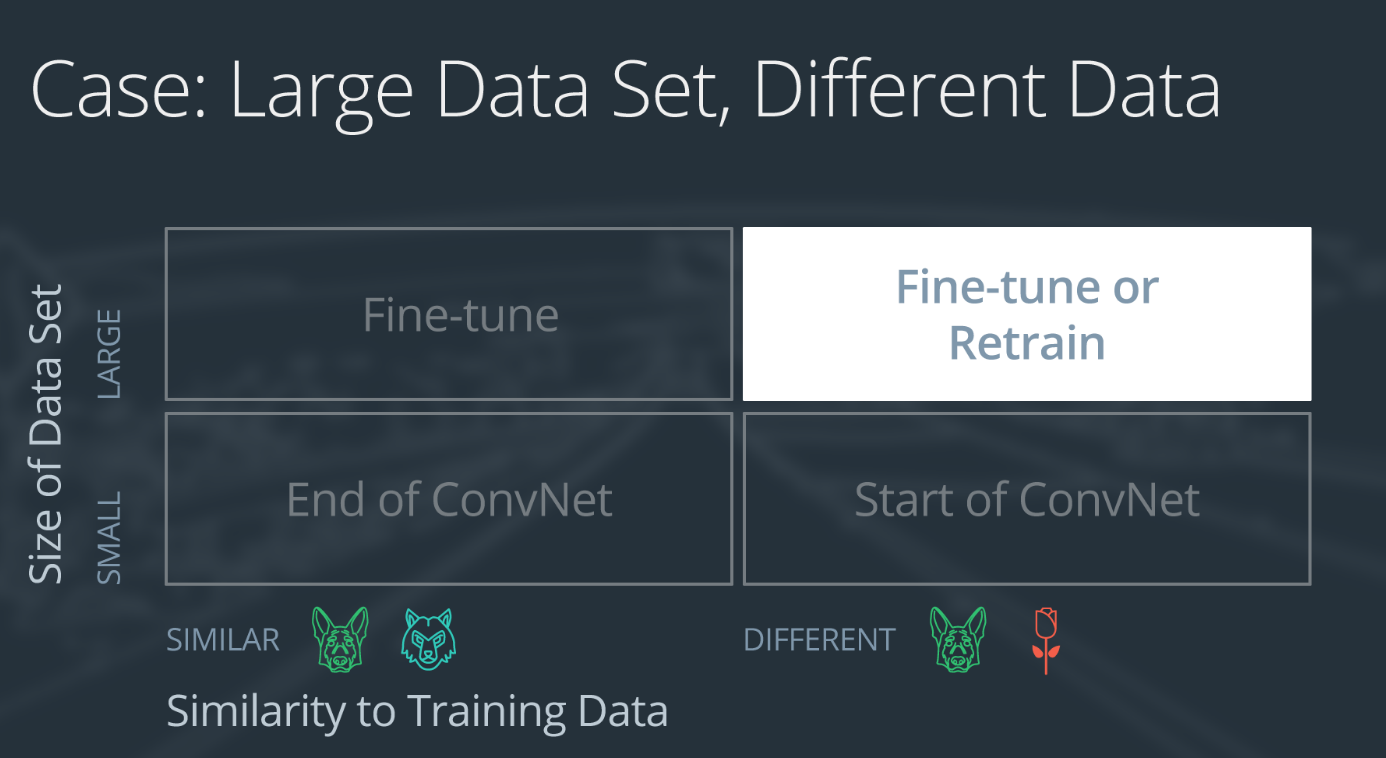 Case: Large Data Set, Different Data
Size of Data Set
LARGE
Fine-tune
Fine-tune or
Retrain
SMALL
End of ConvNet
Start of ConvNet
SIMILAR
DIFFERENT
Similarity to Training Data